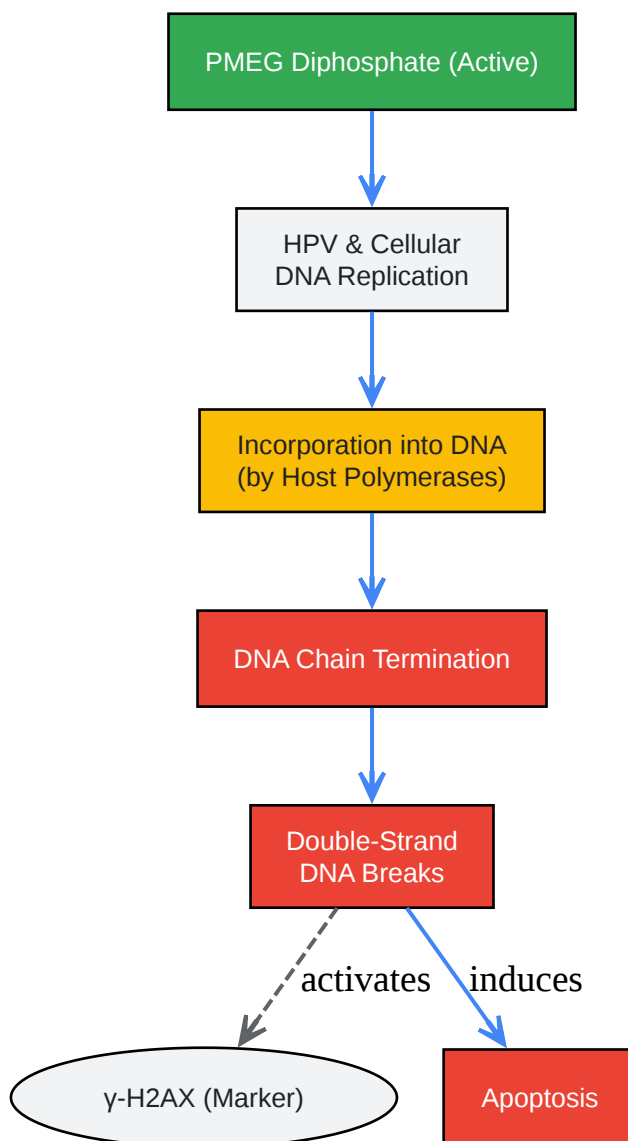 PMEG Diphosphate (Active)
HPV & Cellular
DNA Replication
Incorporation into DNA
(by Host Polymerases)
DNA Chain Termination
Double-Strand
DNA Breaks
activates
induces
γ-H2AX (Marker)
Apoptosis